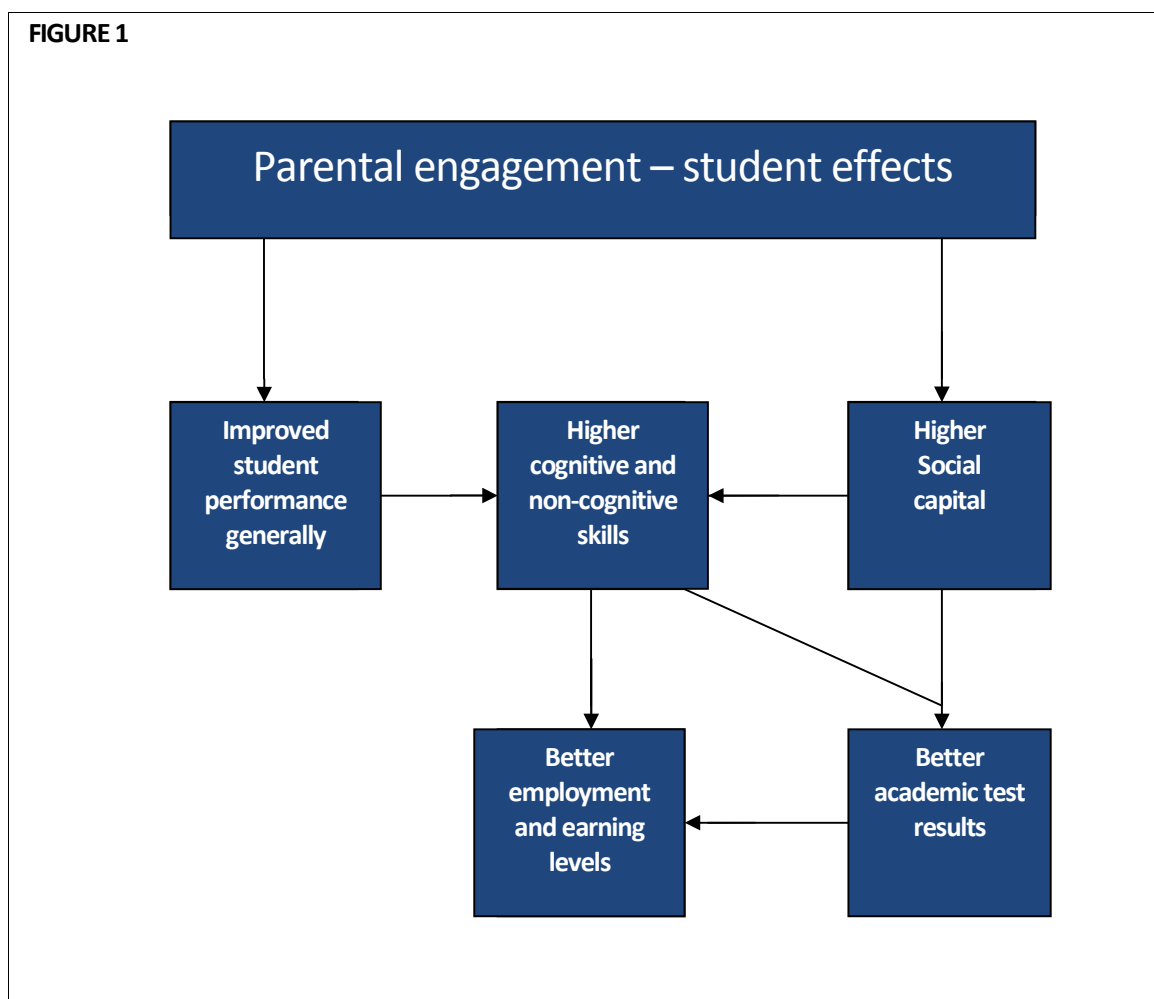 FIGURE 1
Parental engagement – student effects
Improved
student
performance
generally
Higher
cognitive and
non-cognitive
skills
Higher
Social
capital
Better
employment
and earning
levels
Better
academic test
results